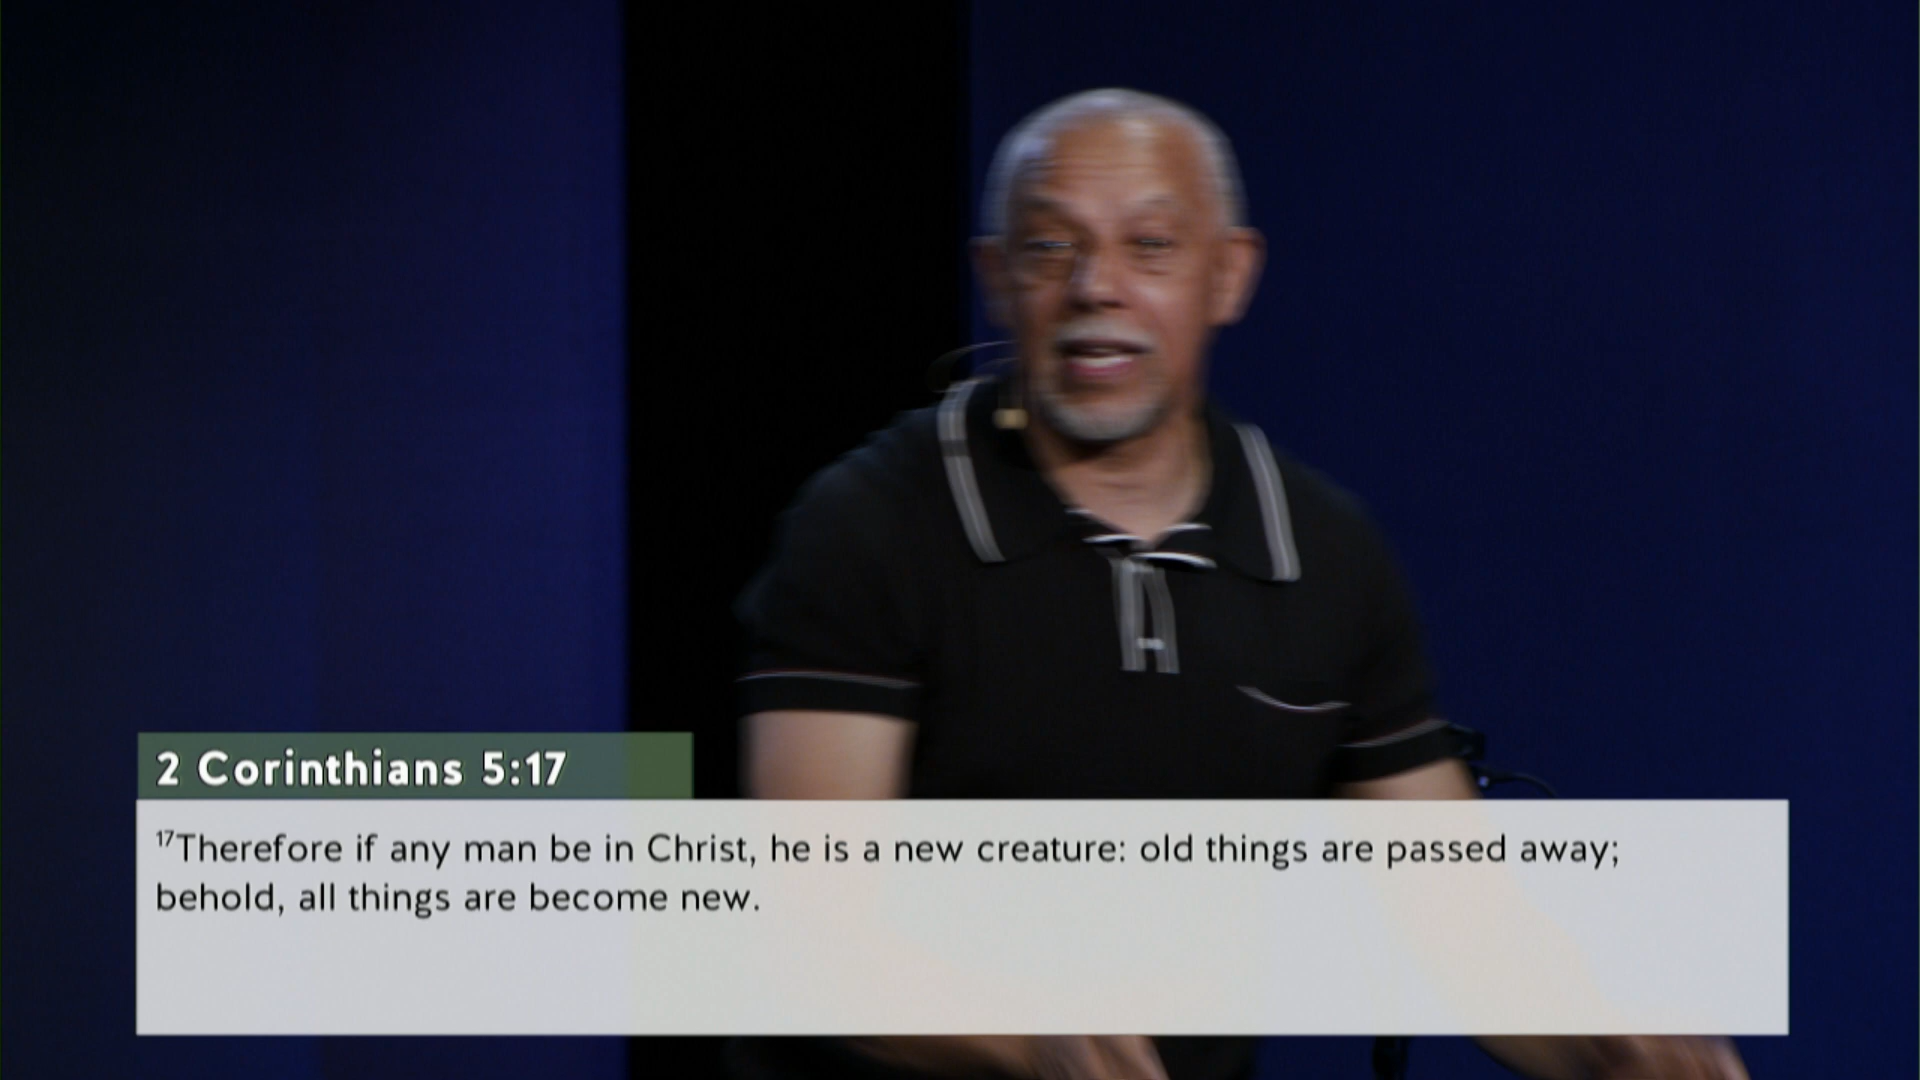 2 Corinthians 5:17
17Therefore if any man be in Christ, he is a new creature: old things are passed away;
behold, all things are become new.